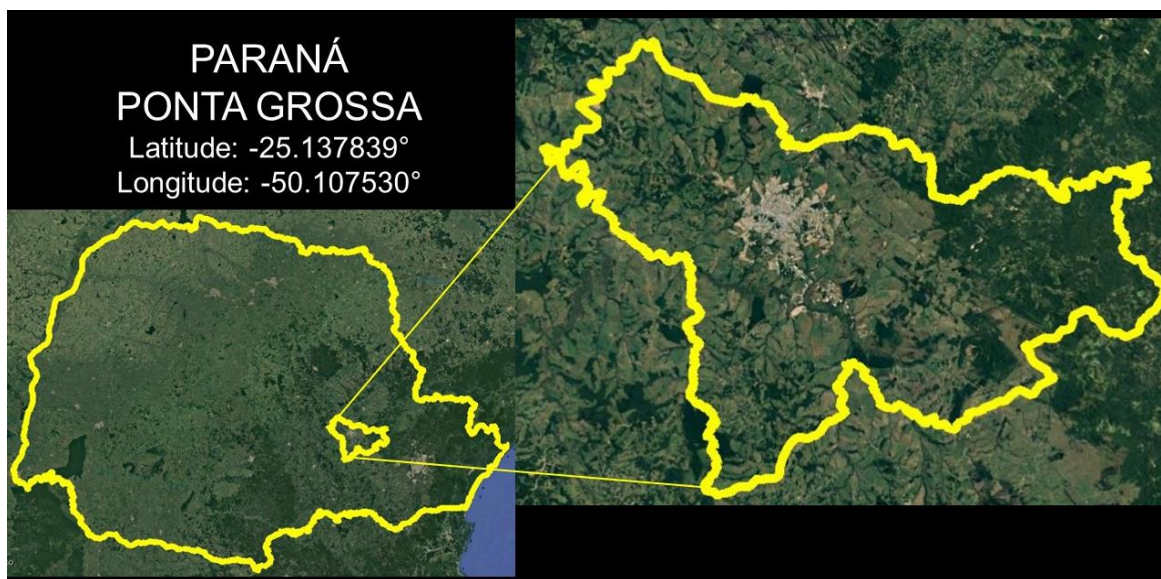 PARANÁ
PONTA GROSSA
Latitude: -25.137839°
Longitude: -50.107530°